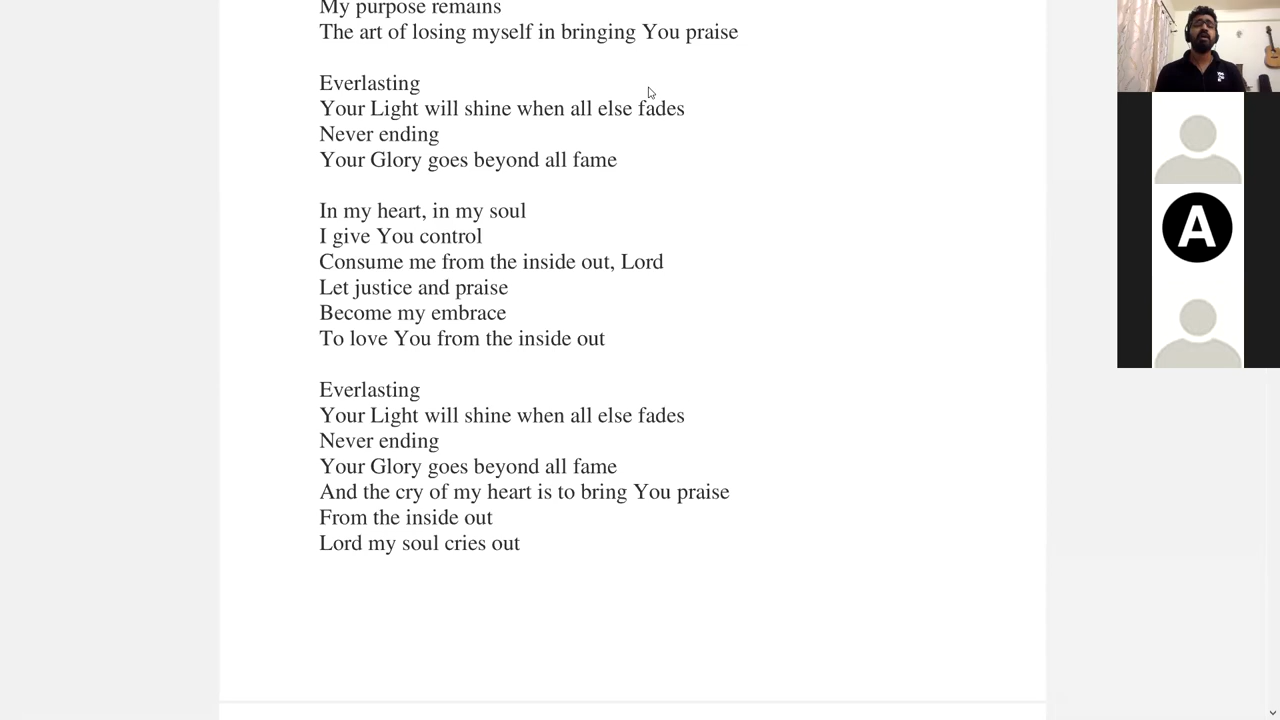 My purpose remains
The art of losing myself in bringing You praise
Everlasting
Your Light will shine when all else fades
Never ending
Your Glory goes beyond all fame
In my heart, in my soul
I give You control
Consume me from the inside out, Lord
Let justice and praise
Become my embrace
To love You from the inside out
Everlasting
Your Light will shine when all else fades
Never ending
Your Glory goes beyond all fame
And the cry of my heart is to bring You praise
From the inside out
Lord my soul cries out
A